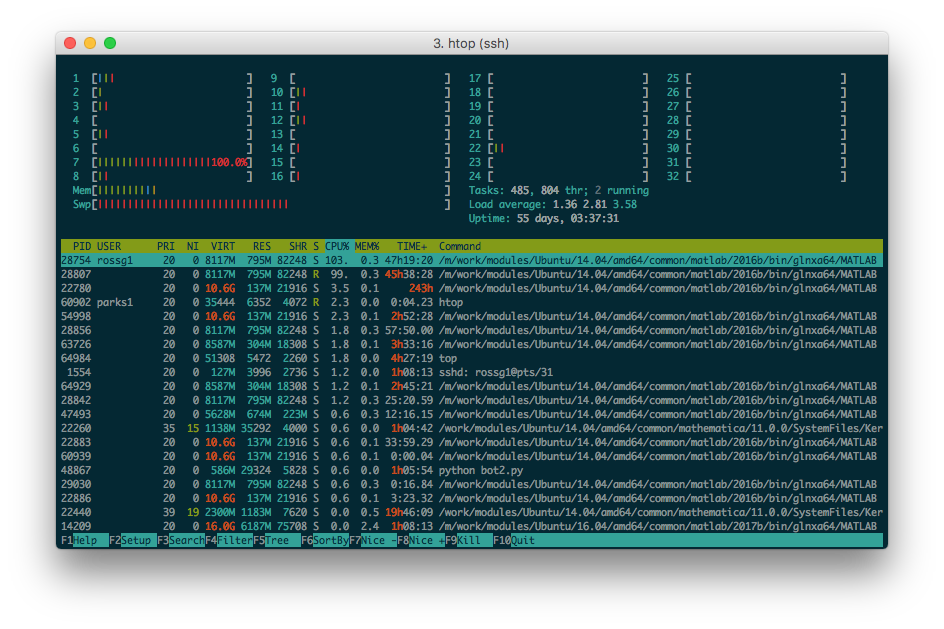 3. htop (ssh)
1 [||| ] 9 [ ] 17 [ ] 25 [ ]
2 [| ] 10 [|| ] 18 [ ] 26 [ ]
3 [|| ] 11 [| ] 19 [ ] 27 [ ]
4 [ ] 12 [|| ] 20 [ ] 28 [ ]
5 [|| ] 13 [ ] 21 [ ] 29 [ ]
6 [ ] 14 [| ] 22 [|| ] 30 [ ]
7 [||||||||||||||||||||100.0%] 15 [ ] 23 [ ] 31 [ ]
8 [|| ] 16 [| ] 24 [ ] 32 [ ]
Mem[||||||||||| ] Tasks: 485, 804 thr; 2 running
Swp[|||||||||||||||||||||||||||||||||| ] Load average: 1.36 2.81 3.58
Uptime: 55 days, 03:37:31
PID USER PRI NI VIRT RES SHR S CPU% MEM% TIME+ Command
28754 rossg1 20 0 8117M 795M 82248 S 103. 0.3 47h19:20 /m/work/modules/Ubuntu/14.04/amd64/common/matlab/2016b/bin/glnxa64/MATLAB
28807 20 0 8117M 795M 82248 R 99. 0.3 45h38:28 /m/work/modules/Ubuntu/14.04/amd64/common/matlab/2016b/bin/glnxa64/MATLAB
22780 20 0 10.6G 137M 21916 S 3.5 0.1 243h /m/work/modules/Ubuntu/14.04/amd64/common/matlab/2016b/bin/glnxa64/MATLAB
60902 parks1 20 0 35444 6352 4072 R 2.3 0.0 0:04.23 htop
54998 20 0 10.6G 137M 21916 S 2.3 0.1 2h52:28 /m/work/modules/Ubuntu/14.04/amd64/common/matlab/2016b/bin/glnxa64/MATLAB
28856 20 0 8117M 795M 82248 S 1.8 0.3 57:50.00 /m/work/modules/Ubuntu/14.04/amd64/common/matlab/2016b/bin/glnxa64/MATLAB
63726 20 0 8587M 304M 18308 S 1.8 0.1 3h33:16 /m/work/modules/Ubuntu/14.04/amd64/common/matlab/2016b/bin/glnxa64/MATLAB
64984 20 0 51308 5472 2260 S 1.8 0.0 4h27:19 top
1554 20 0 127M 3996 2736 S 1.2 0.0 1h08:13 sshd: rossg1@pts/31
64929 20 0 8587M 304M 18308 S 1.2 0.1 2h45:21 /m/work/modules/Ubuntu/14.04/amd64/common/matlab/2016b/bin/glnxa64/MATLAB
28842 20 0 8117M 795M 82248 S 1.2 0.3 25:20.59 /m/work/modules/Ubuntu/14.04/amd64/common/matlab/2016b/bin/glnxa64/MATLAB
47493 20 0 5628M 674M 223M S 0.6 0.3 12:16.15 /m/work/modules/Ubuntu/14.04/amd64/common/matlab/2016b/bin/glnxa64/MATLAB
22260 35 15 1138M 35292 4000 S 0.6 0.0 1h04:42 /work/modules/Ubuntu/14.04/amd64/common/mathematica/11.0.0/SystemFiles/Ker
22883 20 0 10.6G 137M 21916 S 0.6 0.1 33:59.29 /m/work/modules/Ubuntu/14.04/amd64/common/matlab/2016b/bin/glnxa64/MATLAB
60939 20 0 10.6G 137M 21916 S 0.6 0.1 0:00.04 /m/work/modules/Ubuntu/14.04/amd64/common/matlab/2016b/bin/glnxa64/MATLAB
48867 20 0 586M 29324 5828 S 0.6 0.0 1h05:54 python bot2.py
29030 20 0 8117M 795M 82248 S 0.6 0.3 0:16.84 /m/work/modules/Ubuntu/14.04/amd64/common/matlab/2016b/bin/glnxa64/MATLAB
22886 20 0 10.6G 137M 21916 S 0.6 0.1 3:23.32 /m/work/modules/Ubuntu/14.04/amd64/common/matlab/2016b/bin/glnxa64/MATLAB
22440 39 19 2300M 1183M 7620 S 0.0 0.5 19h46:09 /work/modules/Ubuntu/14.04/amd64/common/mathematica/11.0.0/SystemFiles/Ker
14209 20 0 16.0G 6187M 75708 S 0.0 2.4 1h08:13 /m/work/modules/Ubuntu/16.04/amd64/common/matlab/2017b/bin/glnxa64/MATLAB
F1Help F2Setup F3SearchF4FilterF5Tree F6SortByF7Nice -F8Nice +F9Kill F10Quit